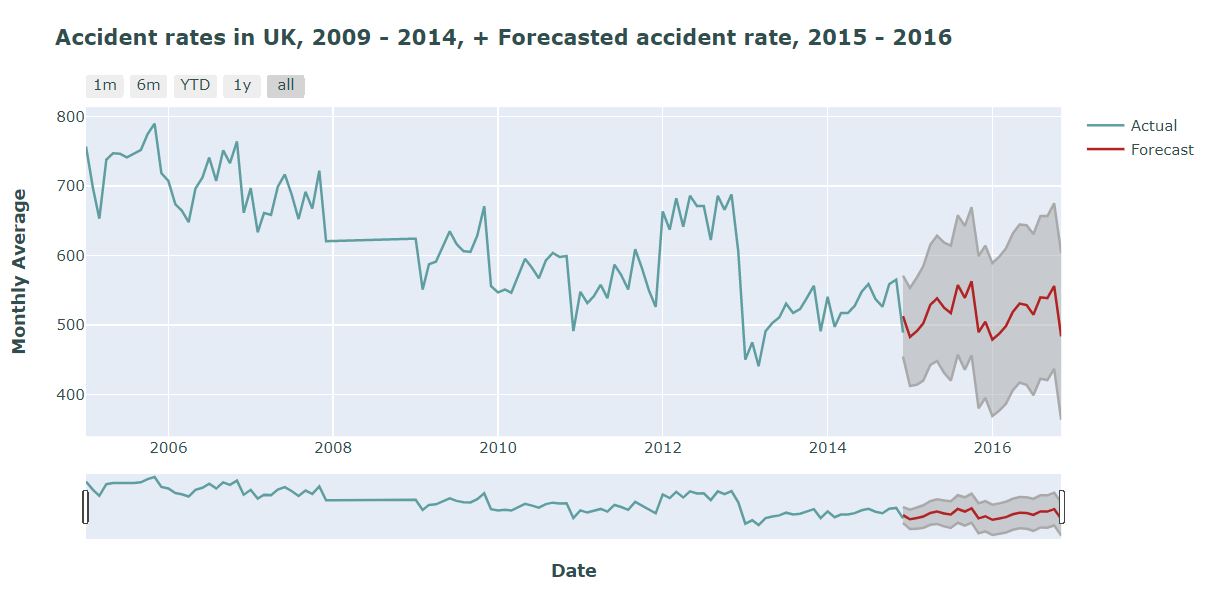 Accident rates in UK, 2009 - 2014, + Forecasted accident rate, 2015 - 2016
1m 6m YTD 1y all
Actual
Forecast
800
700
600
500
400
Monthly Average
2006 2008 2010 2012 2014 2016
Date